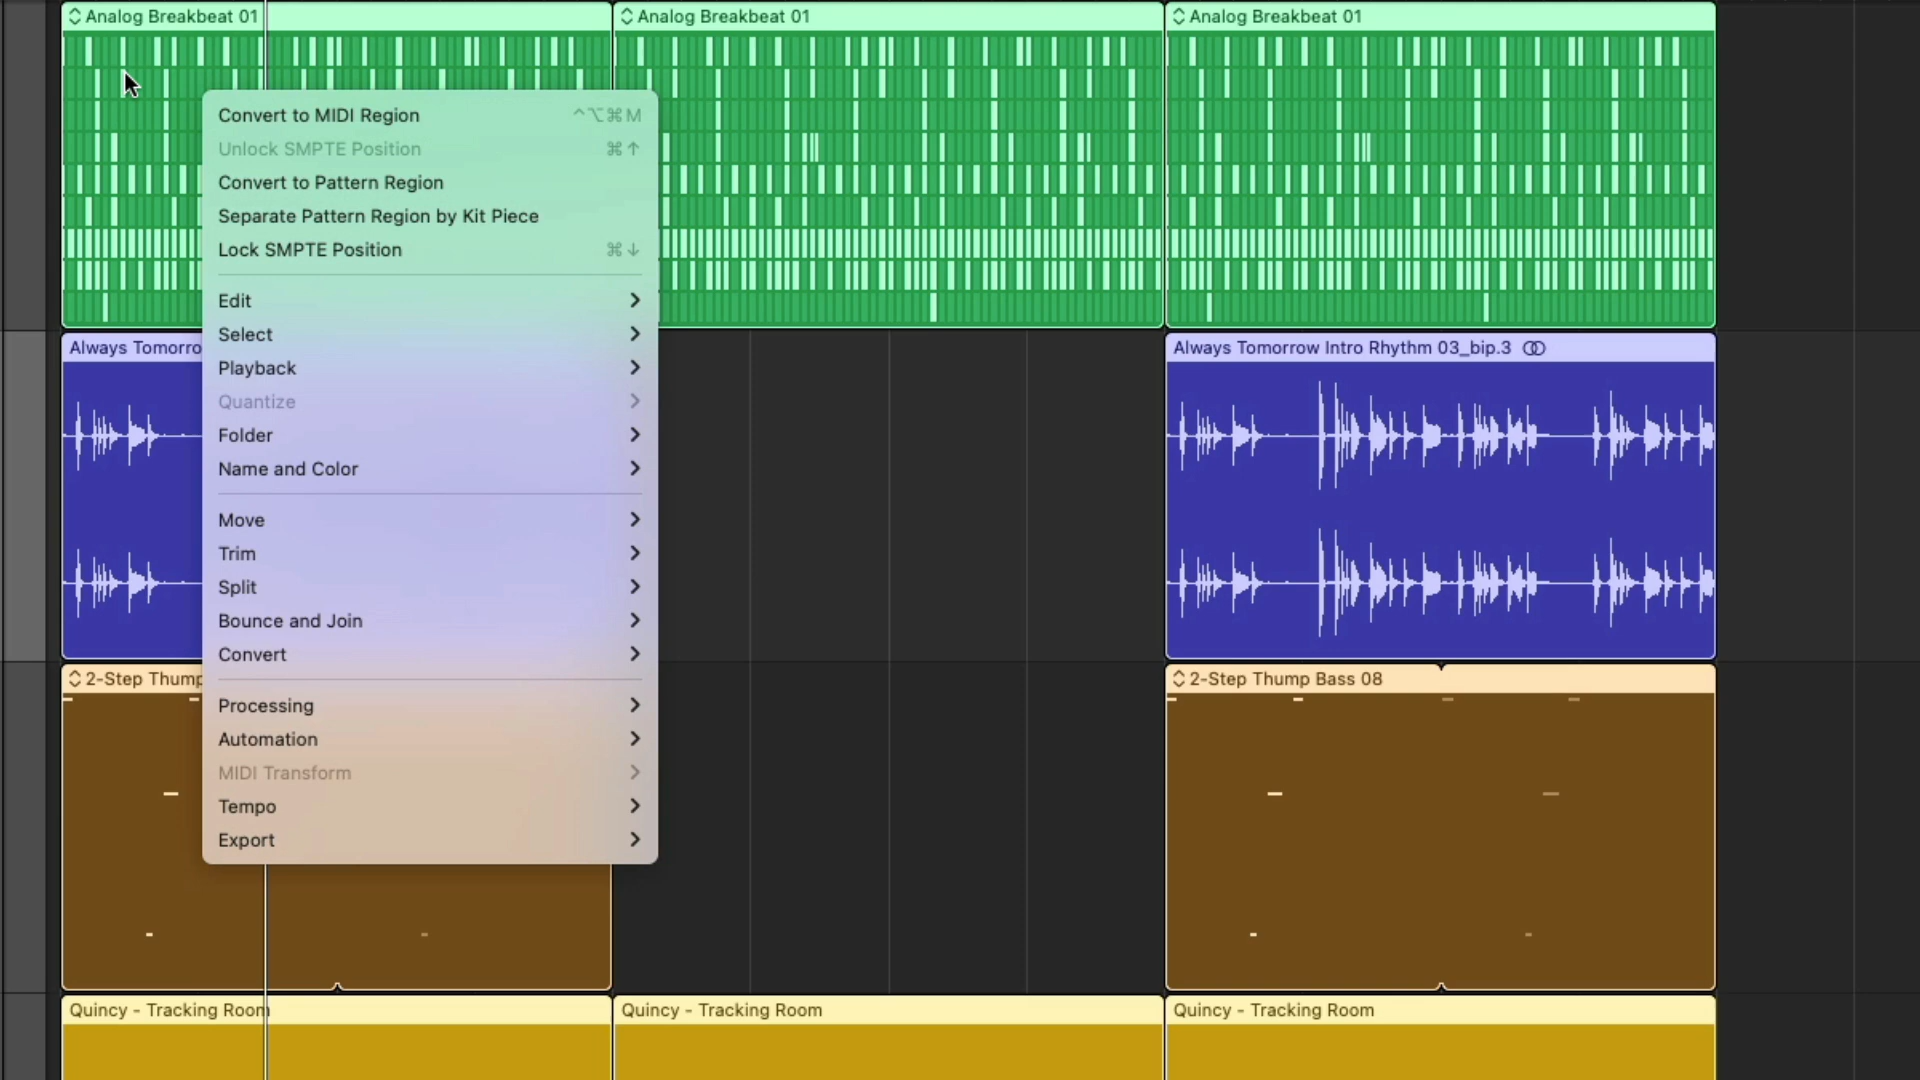 Analog Breakbeat 01
Analog Breakbeat 01
Analog Breakbeat 01
Convert to MIDI Region ⌃⌥⌘M
Unlock SMPTE Position ⌘↑
Convert to Pattern Region
Separate Pattern Region by Kit Piece
Lock SMPTE Position ⌘↓
Edit
Select
Playback
Quantize
Folder
Name and Color
Move
Trim
Split
Bounce and Join
Convert
Processing
Automation
MIDI Transform
Tempo
Export
Always Tomorro
Always Tomorrow Intro Rhythm 03_bip.3
2-Step Thump
2-Step Thump Bass 08
Quincy - Tracking Room
Quincy - Tracking Room
Quincy - Tracking Room